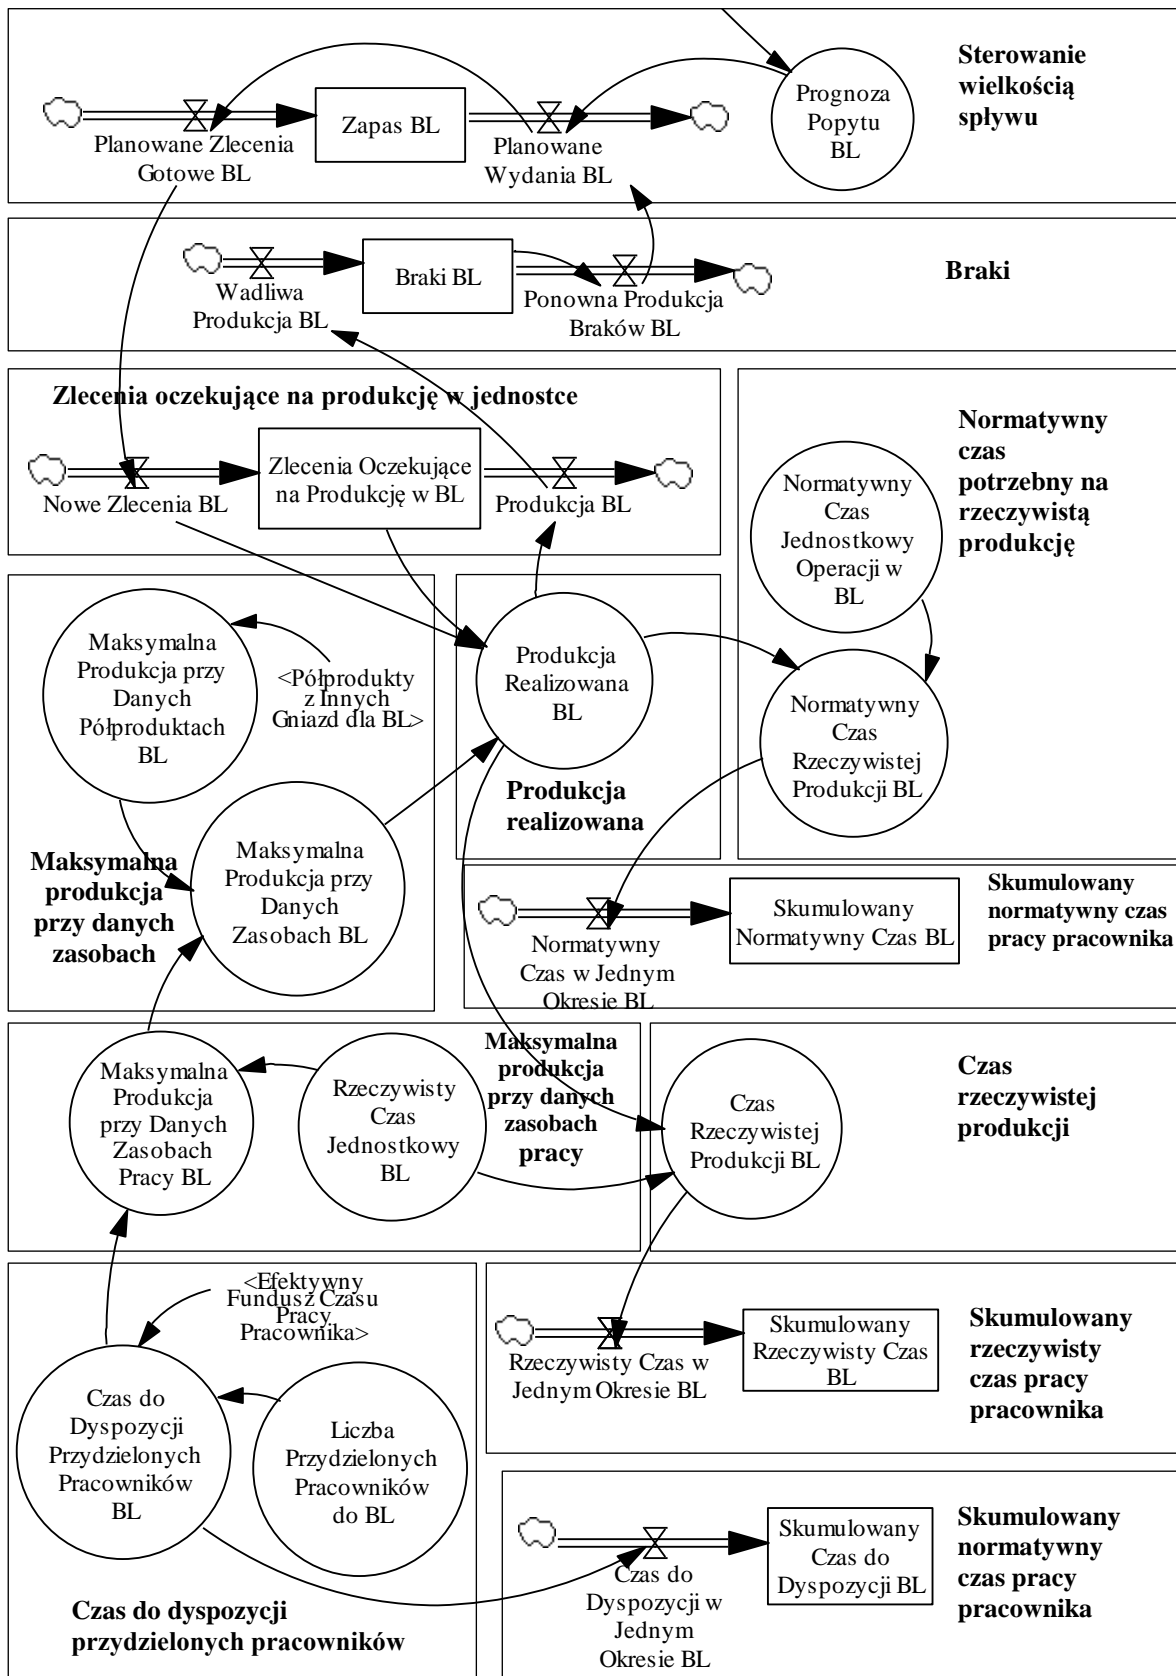 Sterowanie
wielkością
spływu
Prognoza
Popytu
BL
Zapas BL
Planowane Zlecenia
Gotowe BL
Planowane
Wydania BL
Braki
Braki BL
Wadliwa
Produkcja BL
Ponowna Produkcja
Braków BL
Zlecenia oczekujące na produkcję w jednostce
Zlecenia Oczekujące
na Produkcję w BL
Nowe Zlecenia BL
Produkcja BL
Normatywny
czas
potrzebny na
rzeczywistą
produkcję
Normatywny
Czas
Jednostkowy
Operacji w
BL
Normatywny
Czas
Rzeczywistej
Produkcji BL
Maksymalna
Produkcja przy
Danych
Półproduktach
BL
<Półprodukty
z Innych
Gniazd dla BL>
Maksymalna
Produkcja przy
Danych
Zasobach BL
Maksymalna
produkcja
przy danych
zasobach
Produkcja
Realizowana
BL
Produkcja
realizowana
Skumulowany
Normatywny Czas BL
Normatywny
Czas w Jednym
Okresie BL
Skumulowany
normatywny czas
pracy pracownika
Maksymalna
Produkcja
przy Danych
Zasobach
Pracy BL
Rzeczywisty
Czas
Jednostkowy
BL
Maksymalna
produkcja
przy danych
zasobach
pracy
Czas
Rzeczywistej
Produkcji BL
Czas
rzeczywistej
produkcji
<Efektywny
Fundusz Czasu
Pracy
Pracownika>
Czas do
Dyspozycji
Przydzielonych
Pracowników
BL
Liczba
Przydzielonych
Pracowników
do BL
Czas do dyspozycji
przydzielonych pracowników
Skumulowany
Rzeczywisty Czas
BL
Rzeczywisty Czas w
Jednym Okresie BL
Skumulowany
rzeczywisty
czas pracy
pracownika
Skumulowany
Czas do
Dyspozycji BL
Czas do
Dyspozycji w
Jednym
Okresie BL
Skumulowany
normatywny
czas pracy
pracownika